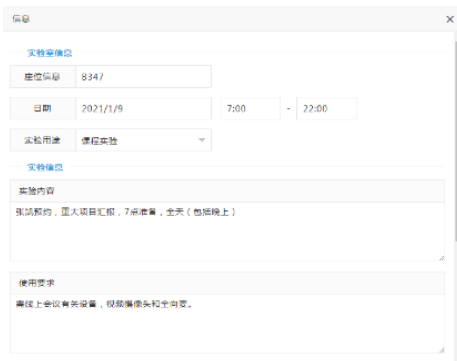 信息
实验室信息
座位信息 B347
日期 2021/1/9 7:00 - 22:00
实验用途 课程实验
实验信息
实验内容
张凯预约，重大项目汇报，7点准备，全天（包括晚上）
使用要求
需线上会议有关设备，视频摄像头和全向麦。